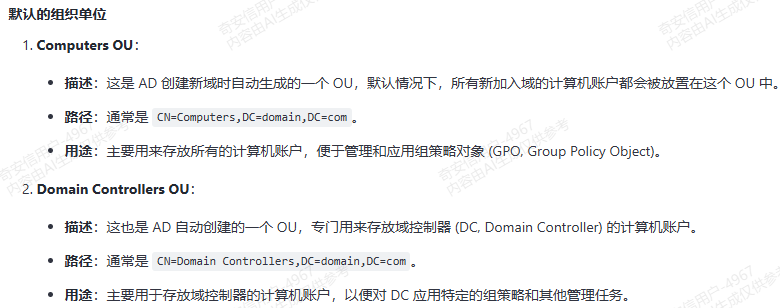 默认的组织单位
1. Computers OU:
• 描述：这是 AD 创建新域时自动生成的一个 OU，默认情况下，所有新加入域的计算机账户都会被放置在这个 OU 中。
• 路径：通常是 CN=Computers,DC=domain,DC=com。
• 用途：主要用来存放所有的计算机账户，便于管理和应用组策略对象 (GPO, Group Policy Object)。
2. Domain Controllers OU:
• 描述：这也是 AD 自动创建的一个 OU，专门用来存放域控制器 (DC, Domain Controller) 的计算机账户。
• 路径：通常是 CN=Domain Controllers,DC=domain,DC=com。
• 用途：主要用于存放域控制器的计算机账户，以便对 DC 应用特定的组策略和其他管理任务。
奇安信用户-4967
内容由AI生成仅供参考